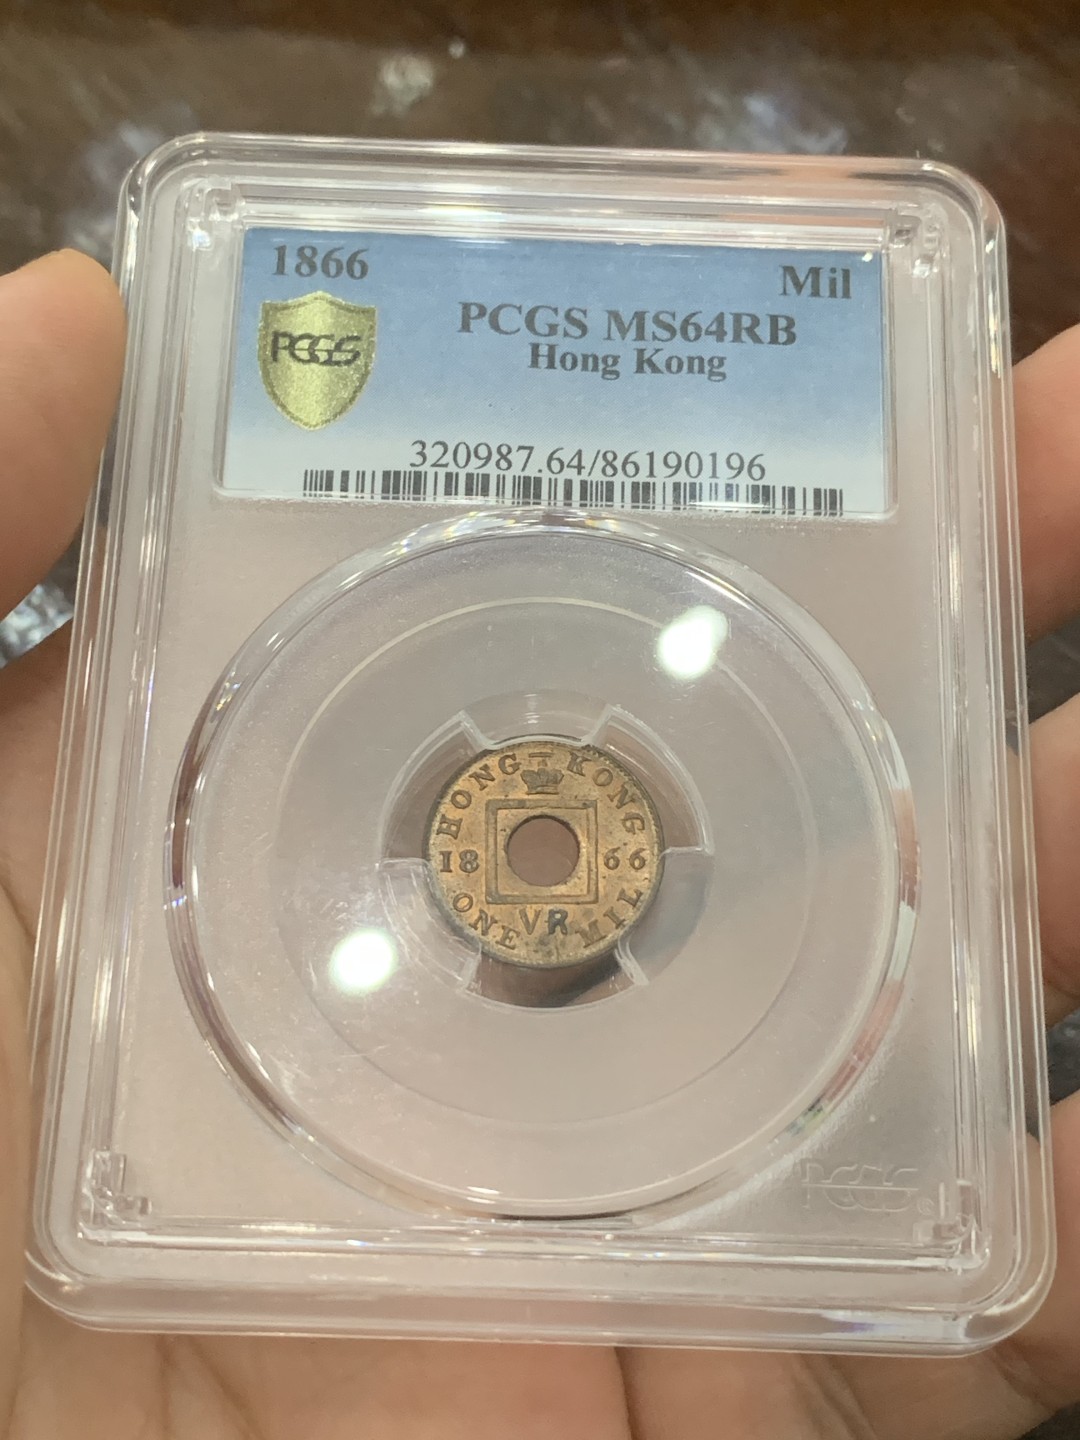 1866 Mil
PCGS
PCGS MS64RB
Hong Kong
320987.64/86190196
HONG-KONG
18 66
VR
ONE MIL
PCGS